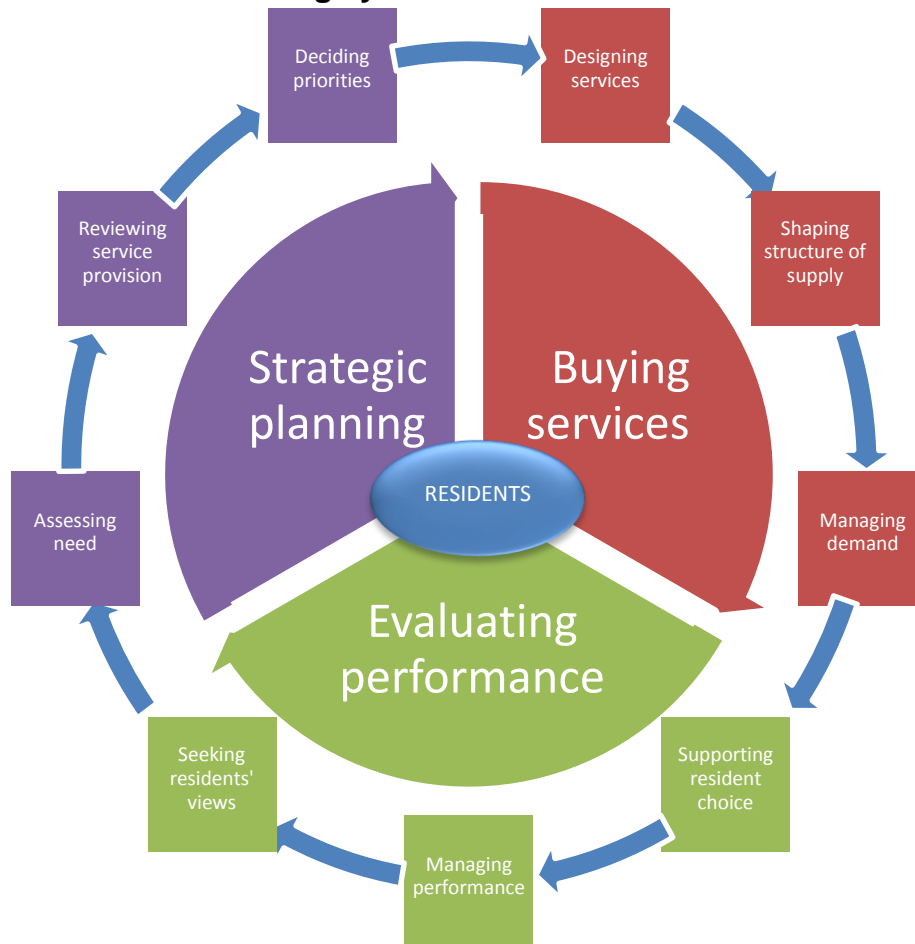 Deciding
priorities
Designing
services
Reviewing
service
provision
Shaping
structure of
supply
Strategic
planning
Buying
services
RESIDENTS
Assessing
need
Managing
demand
Evaluating
performance
Seeking
residents'
views
Supporting
resident
choice
Managing
performance